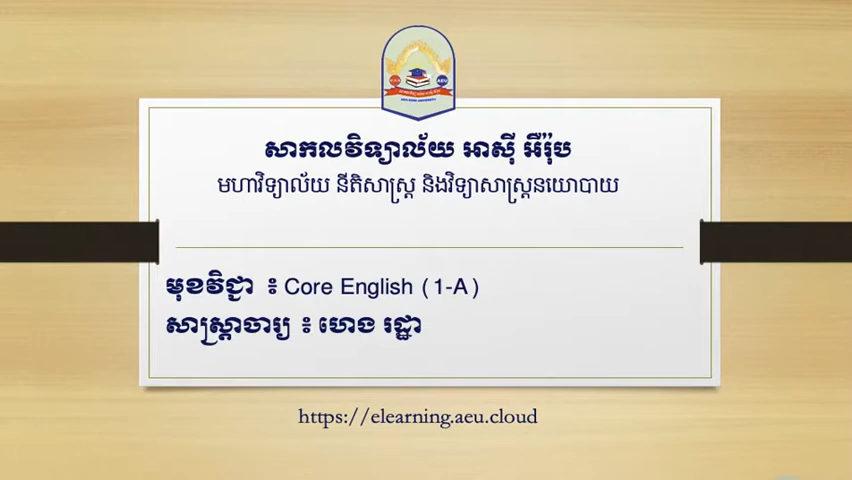 សាកលវិទ្យាល័យ អាស៊ី អឺរ៉ុប
មហាវិទ្យាល័យ នីតិសាស្ត្រ និងវិទ្យាសាស្ត្រនយោបាយ
មុខវិជ្ជា ៖ Core English (1-A)
សាស្ត្រាចារ្យ ៖ ហេង រដ្ឋា
https://elearning.aeu.cloud